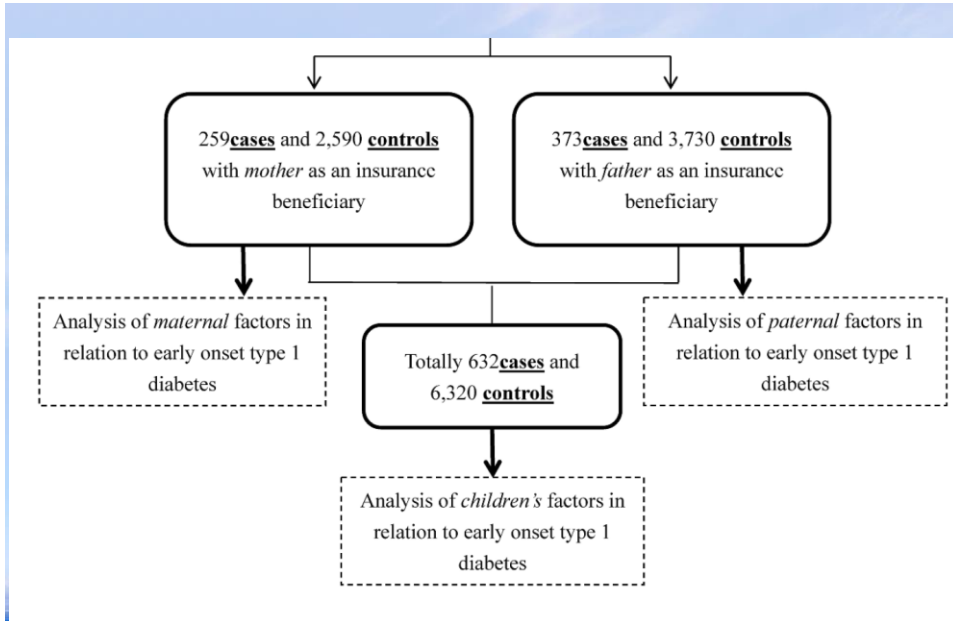 259cases and 2,590 controls
with mother as an insurance
beneficiary
373cases and 3,730 controls
with father as an insurance
beneficiary
Analysis of maternal factors in
relation to early onset type 1
diabetes
Totally 632cases and
6,320 controls
Analysis of paternal factors in
relation to early onset type 1
diabetes
Analysis of children's factors in
relation to early onset type 1
diabetes